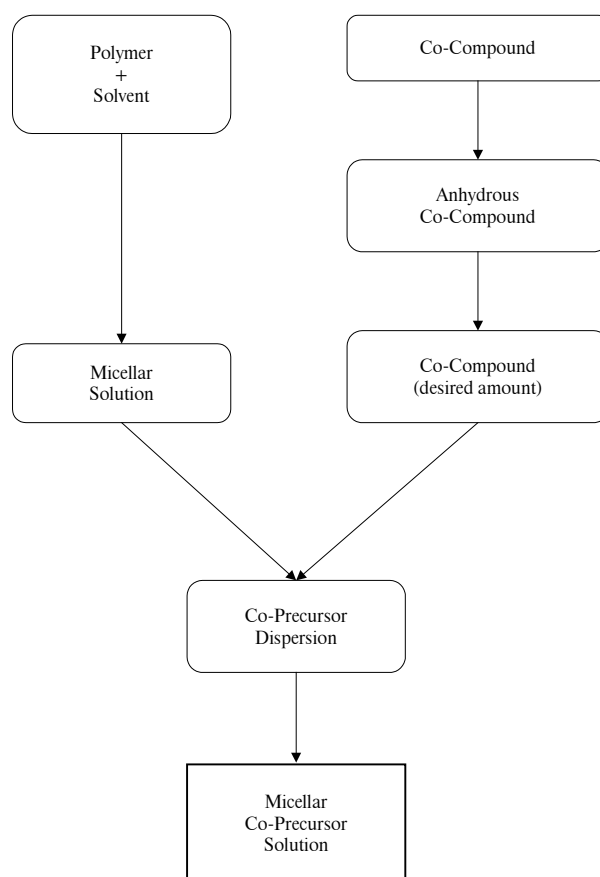 Polymer
+
Solvent
Co-Compound
Anhydrous
Co-Compound
Micellar
Solution
Co-Compound
(desired amount)
Co-Precursor
Dispersion
Micellar
Co-Precursor
Solution